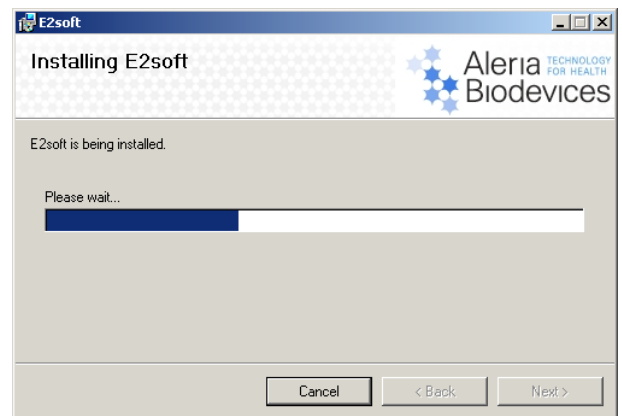 E2soft
Installing E2soft
Aleria TECHNOLOGY
FOR HEALTH
Biodevices
E2soft is being installed.
Please wait...
Cancel
< Back
Next >